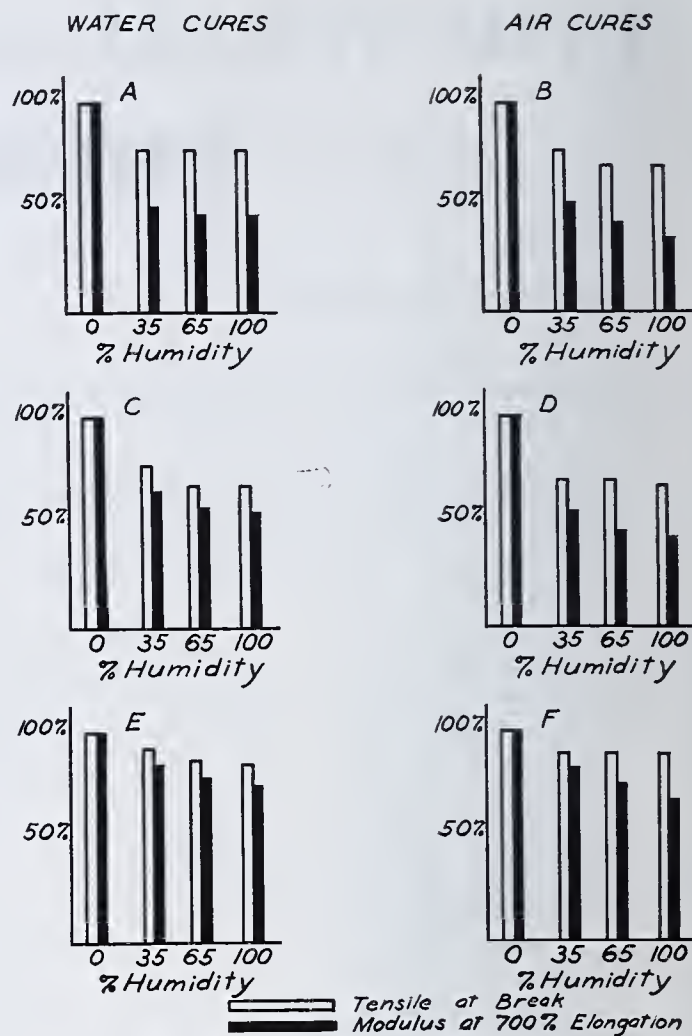 WATER CURES
AIR CURES
A
100%
50%
0 35 65 100
% Humidity
B
100%
50%
0 35 65 100
% Humidity
C
100%
50%
0 35 65 100
% Humidity
D
100%
50%
0 35 65 100
% Humidity
E
100%
50%
0 35 65 100
% Humidity
F
100%
50%
0 35 65 100
% Humidity
Tensile at Break
Modulus at 700% Elongation